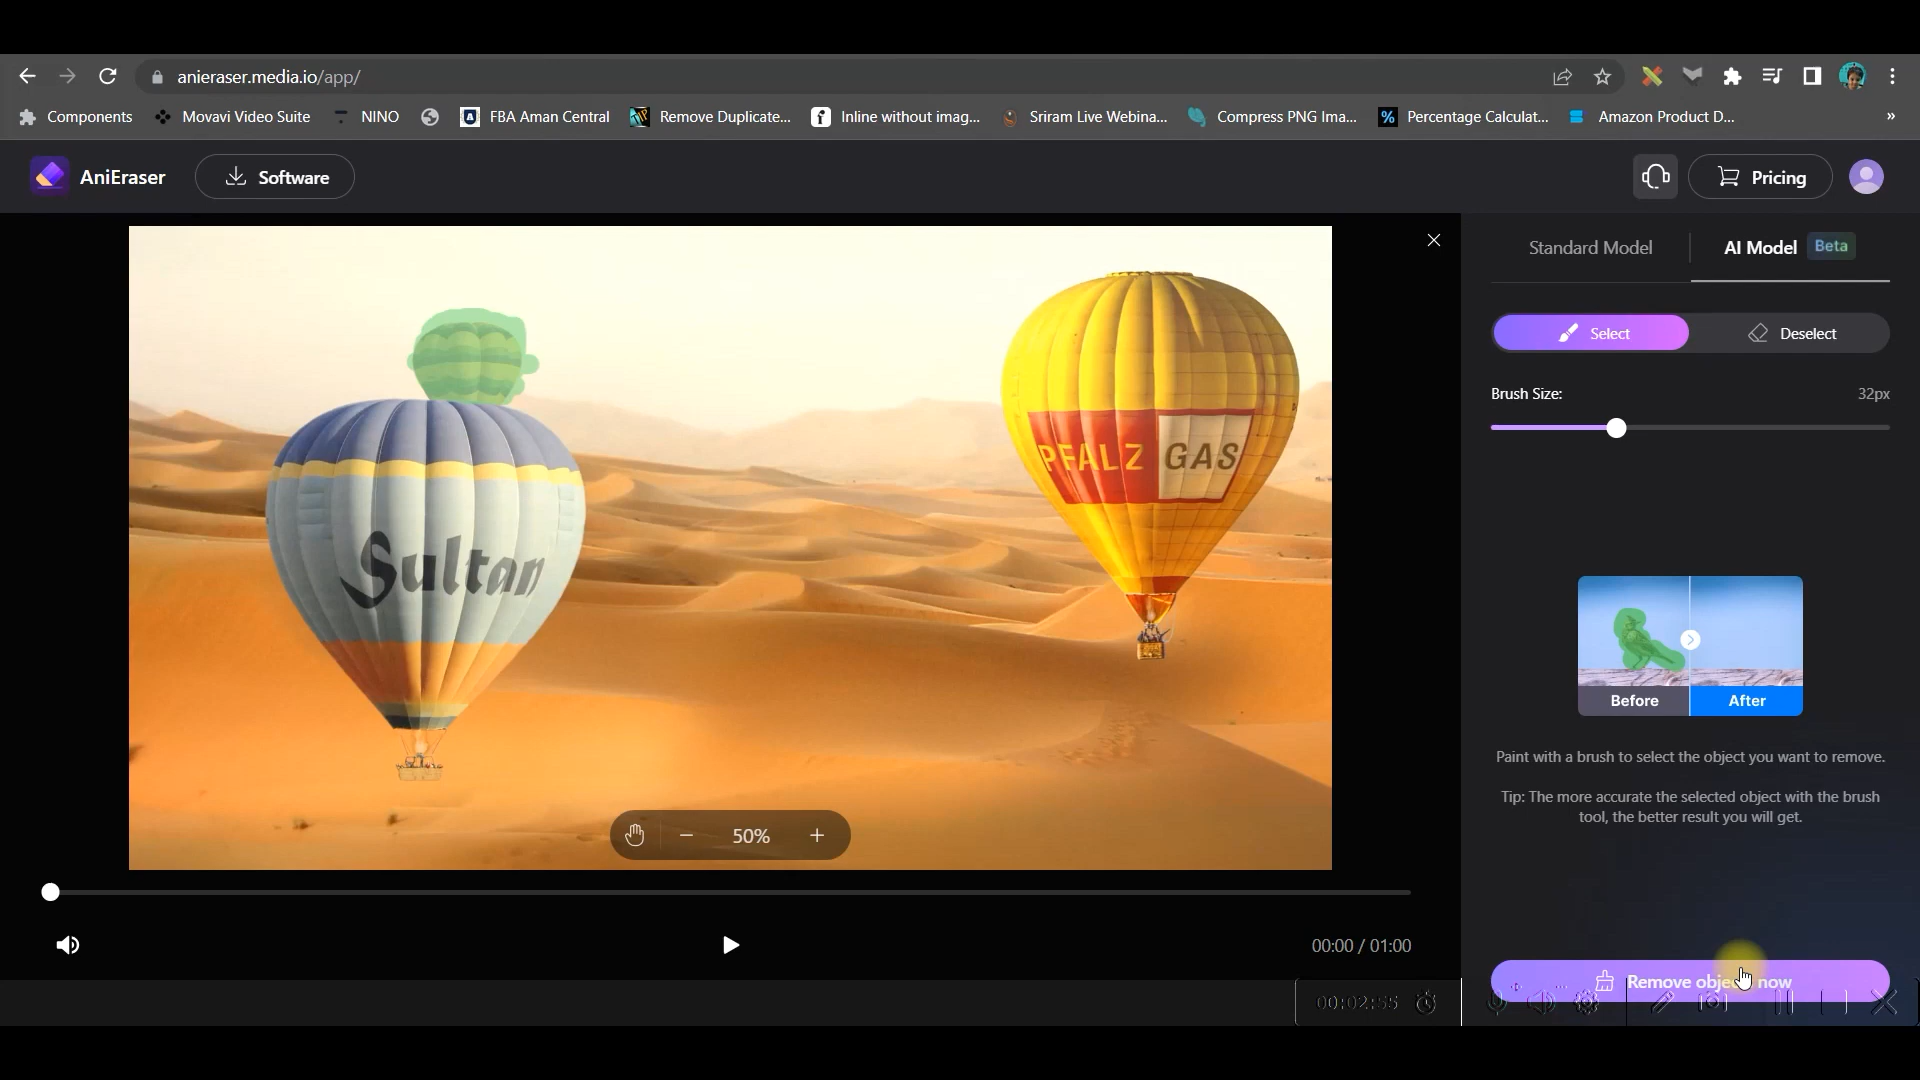 anieraser.media.io/app/
Components
Movavi Video Suite
NINO
FBA Aman Central
Remove Duplicate...
Inline without imag...
Sriram Live Webina...
Compress PNG Ima...
Percentage Calculat...
Amazon Product D...
»
AniEraser
Software
Pricing
Standard Model
AI Model
Beta
Select
Deselect
Brush Size:
32px
PFALZ GAS
Sultan
Before
After
Paint with a brush to select the object you want to remove.
Tip: The more accurate the selected object with the brush
tool, the better result you will get.
50%
00:00 / 01:00
now
00:02:55